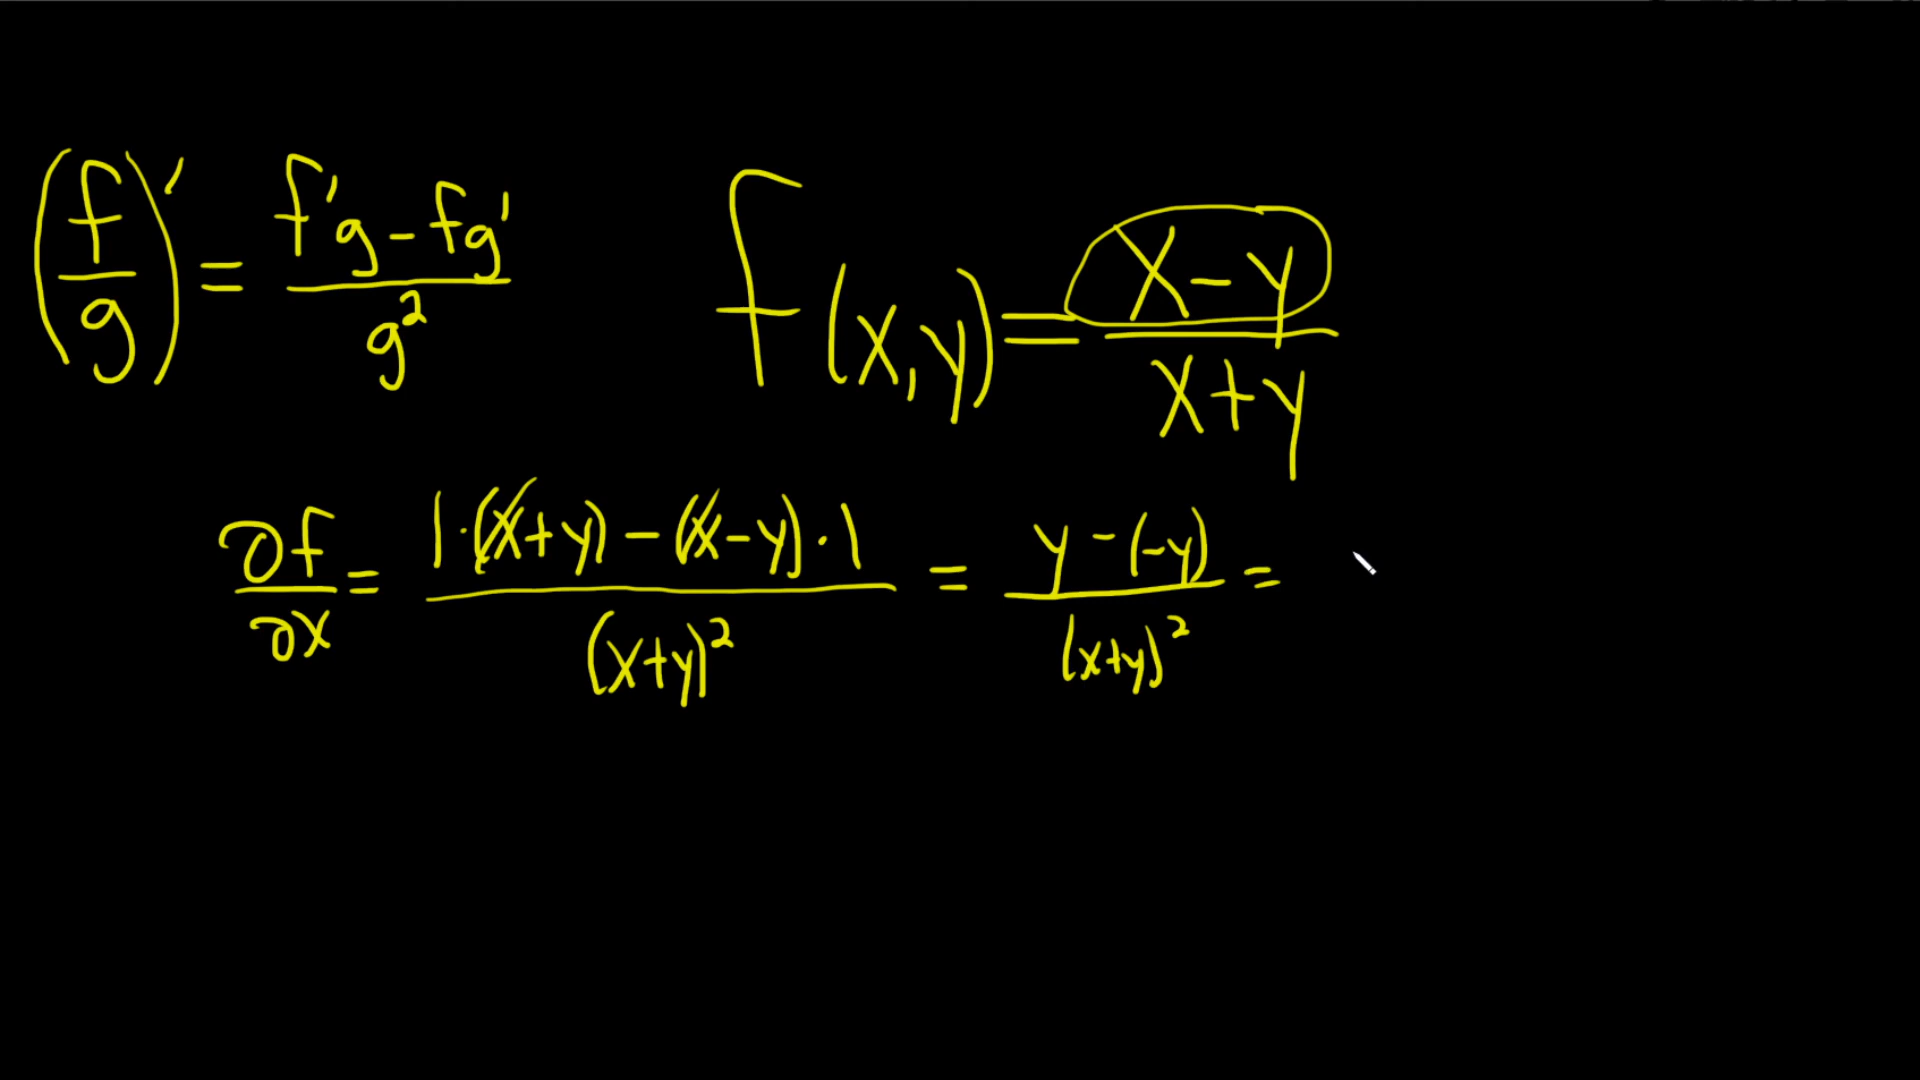 (f/g)' = (f'g - fg')/g²
f(x,y) = (x - y)/(x + y)
∂f/∂x = (1·(x+y) - (x-y)·1)/(x+y)² = (y - (-y))/(x+y)² =